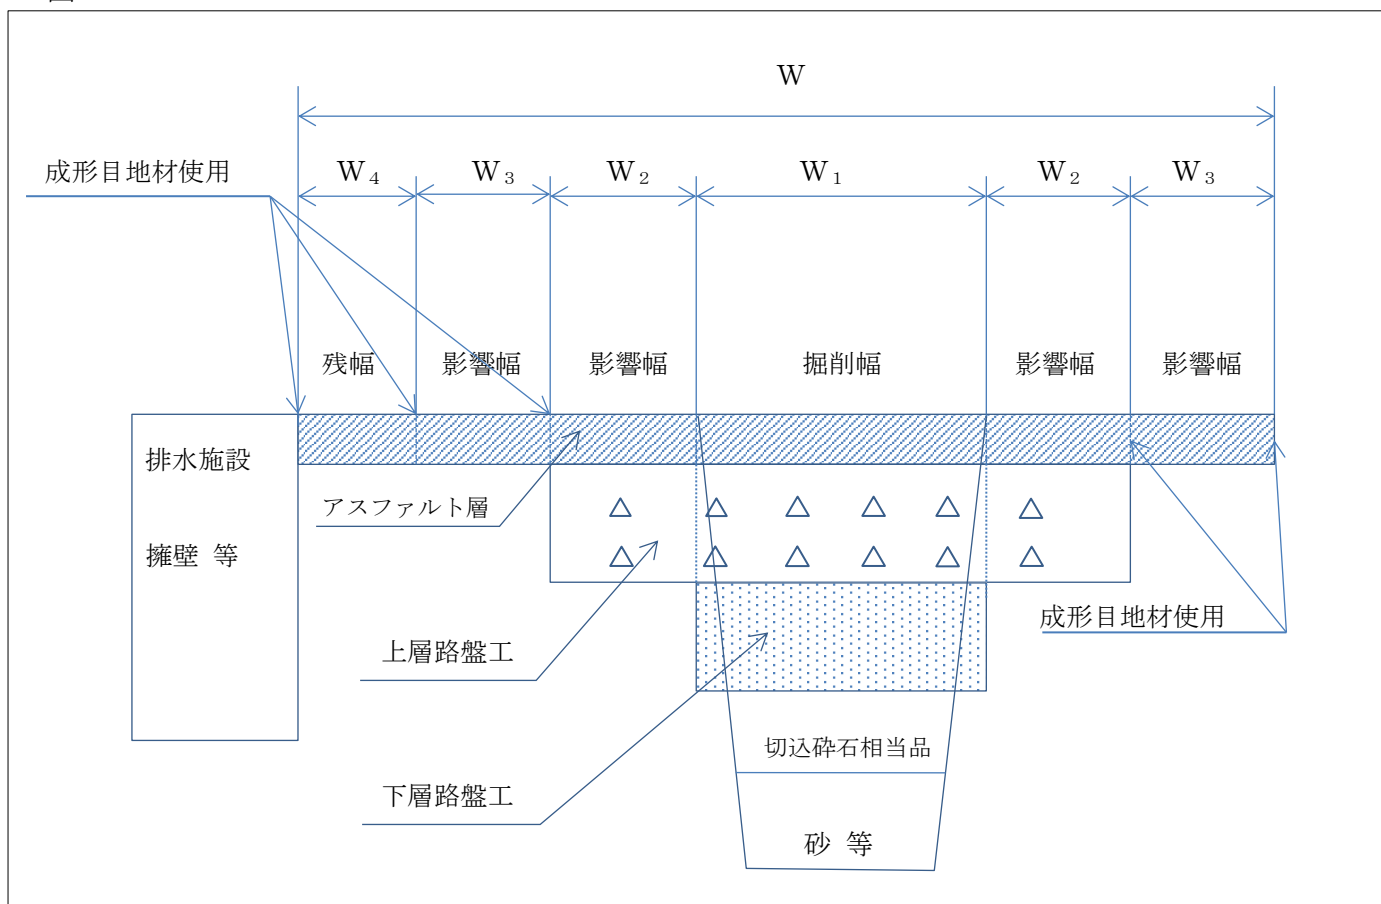 W
成形目地材使用
W₄ W₃ W₂ W₁ W₂ W₃
残幅 影響幅 影響幅 掘削幅 影響幅 影響幅
排水施設
擁壁 等
アスファルト層
成形目地材使用
上層路盤工
切込砕石相当品
下層路盤工
砂 等